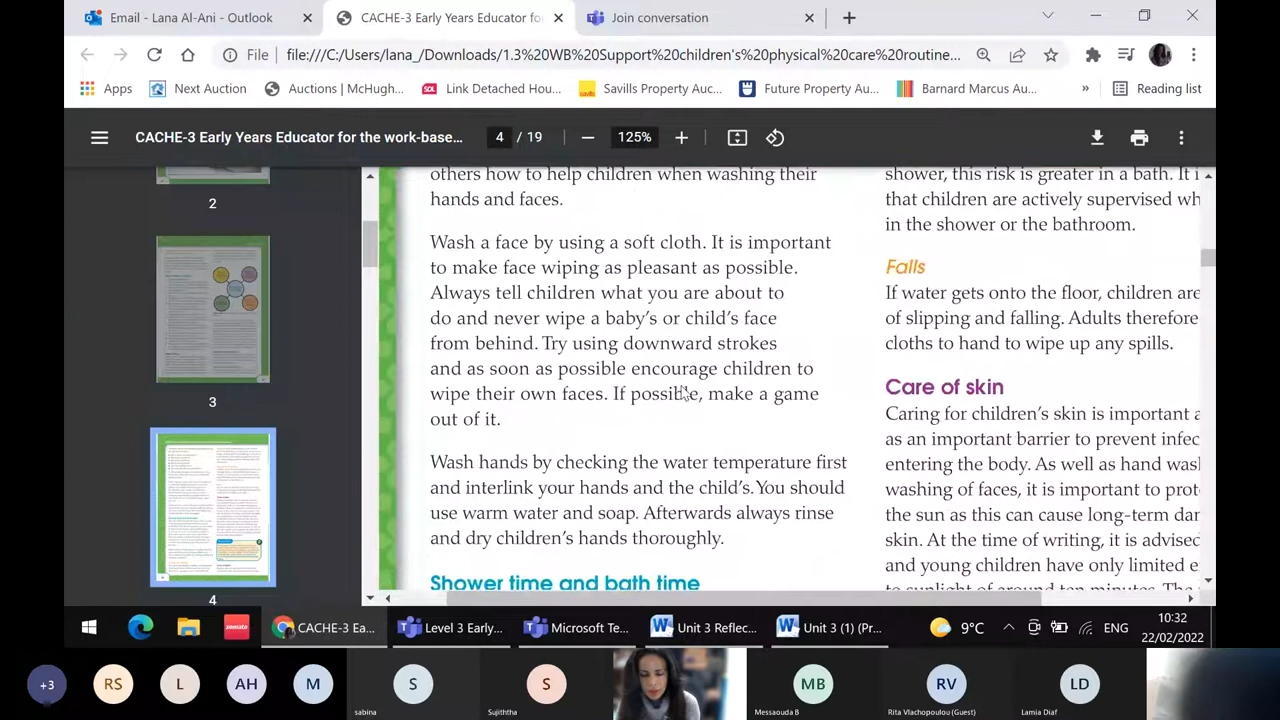 Email - Lana Al-Ani - Outlook
CACHE-3 Early Years Educator fo
Join conversation
File
file:///C:/Users/lana_/Downloads/1.3%20WB%20Support%20children's%20physical%20care%20routine...
Apps
Next Auction
Auctions | McHugh...
Link Detached Hou...
Savills Property Auc...
Future Property Au...
Barnard Marcus Au...
»
Reading list
CACHE-3 Early Years Educator for the work-base...
4 / 19
125%
2
3
4
others how to help children when washing their
hands and faces.
Wash a face by using a soft cloth. It is important
to make face wiping as pleasant as possible.
Always tell children what you are about to
do and never wipe a baby's or child's face
from behind. Try using downward strokes
and as soon as possible encourage children to
wipe their own faces. If possible, make a game
out of it.
Wash hands by checking the water temperature first
and interlink your hands and the child's. You should
use warm water and soap. Afterwards always rinse
and dry children's hands thoroughly.
Shower time and bath time
shower, this risk is greater in a bath. It i
that children are actively supervised wh
in the shower or the bathroom.
Falls
If water gets onto the floor, children are
of slipping and falling. Adults therefore
cloths to hand to wipe up any spills.
Care of skin
Caring for children's skin is important a
as an important barrier to prevent infec
entering the body. As well as hand was
washing of faces, it is important to prot
the sun as this can cause long-term dar
skin. At the time of writing, it is advised
and young children have only limited e
to sunlight of around ten minutes. The
CACHE-3 Ea...
Level 3 Early...
Microsoft Te...
Unit 3 Reflec...
Unit 3 (1) (Pr...
9°C
ENG
10:32
22/02/2022
+3
RS
L
AH
M
S
sabina
S
Sujiththa
MB
Messaouda B
RV
Rita Vlachopoulou (Guest)
LD
Lamia Diaf